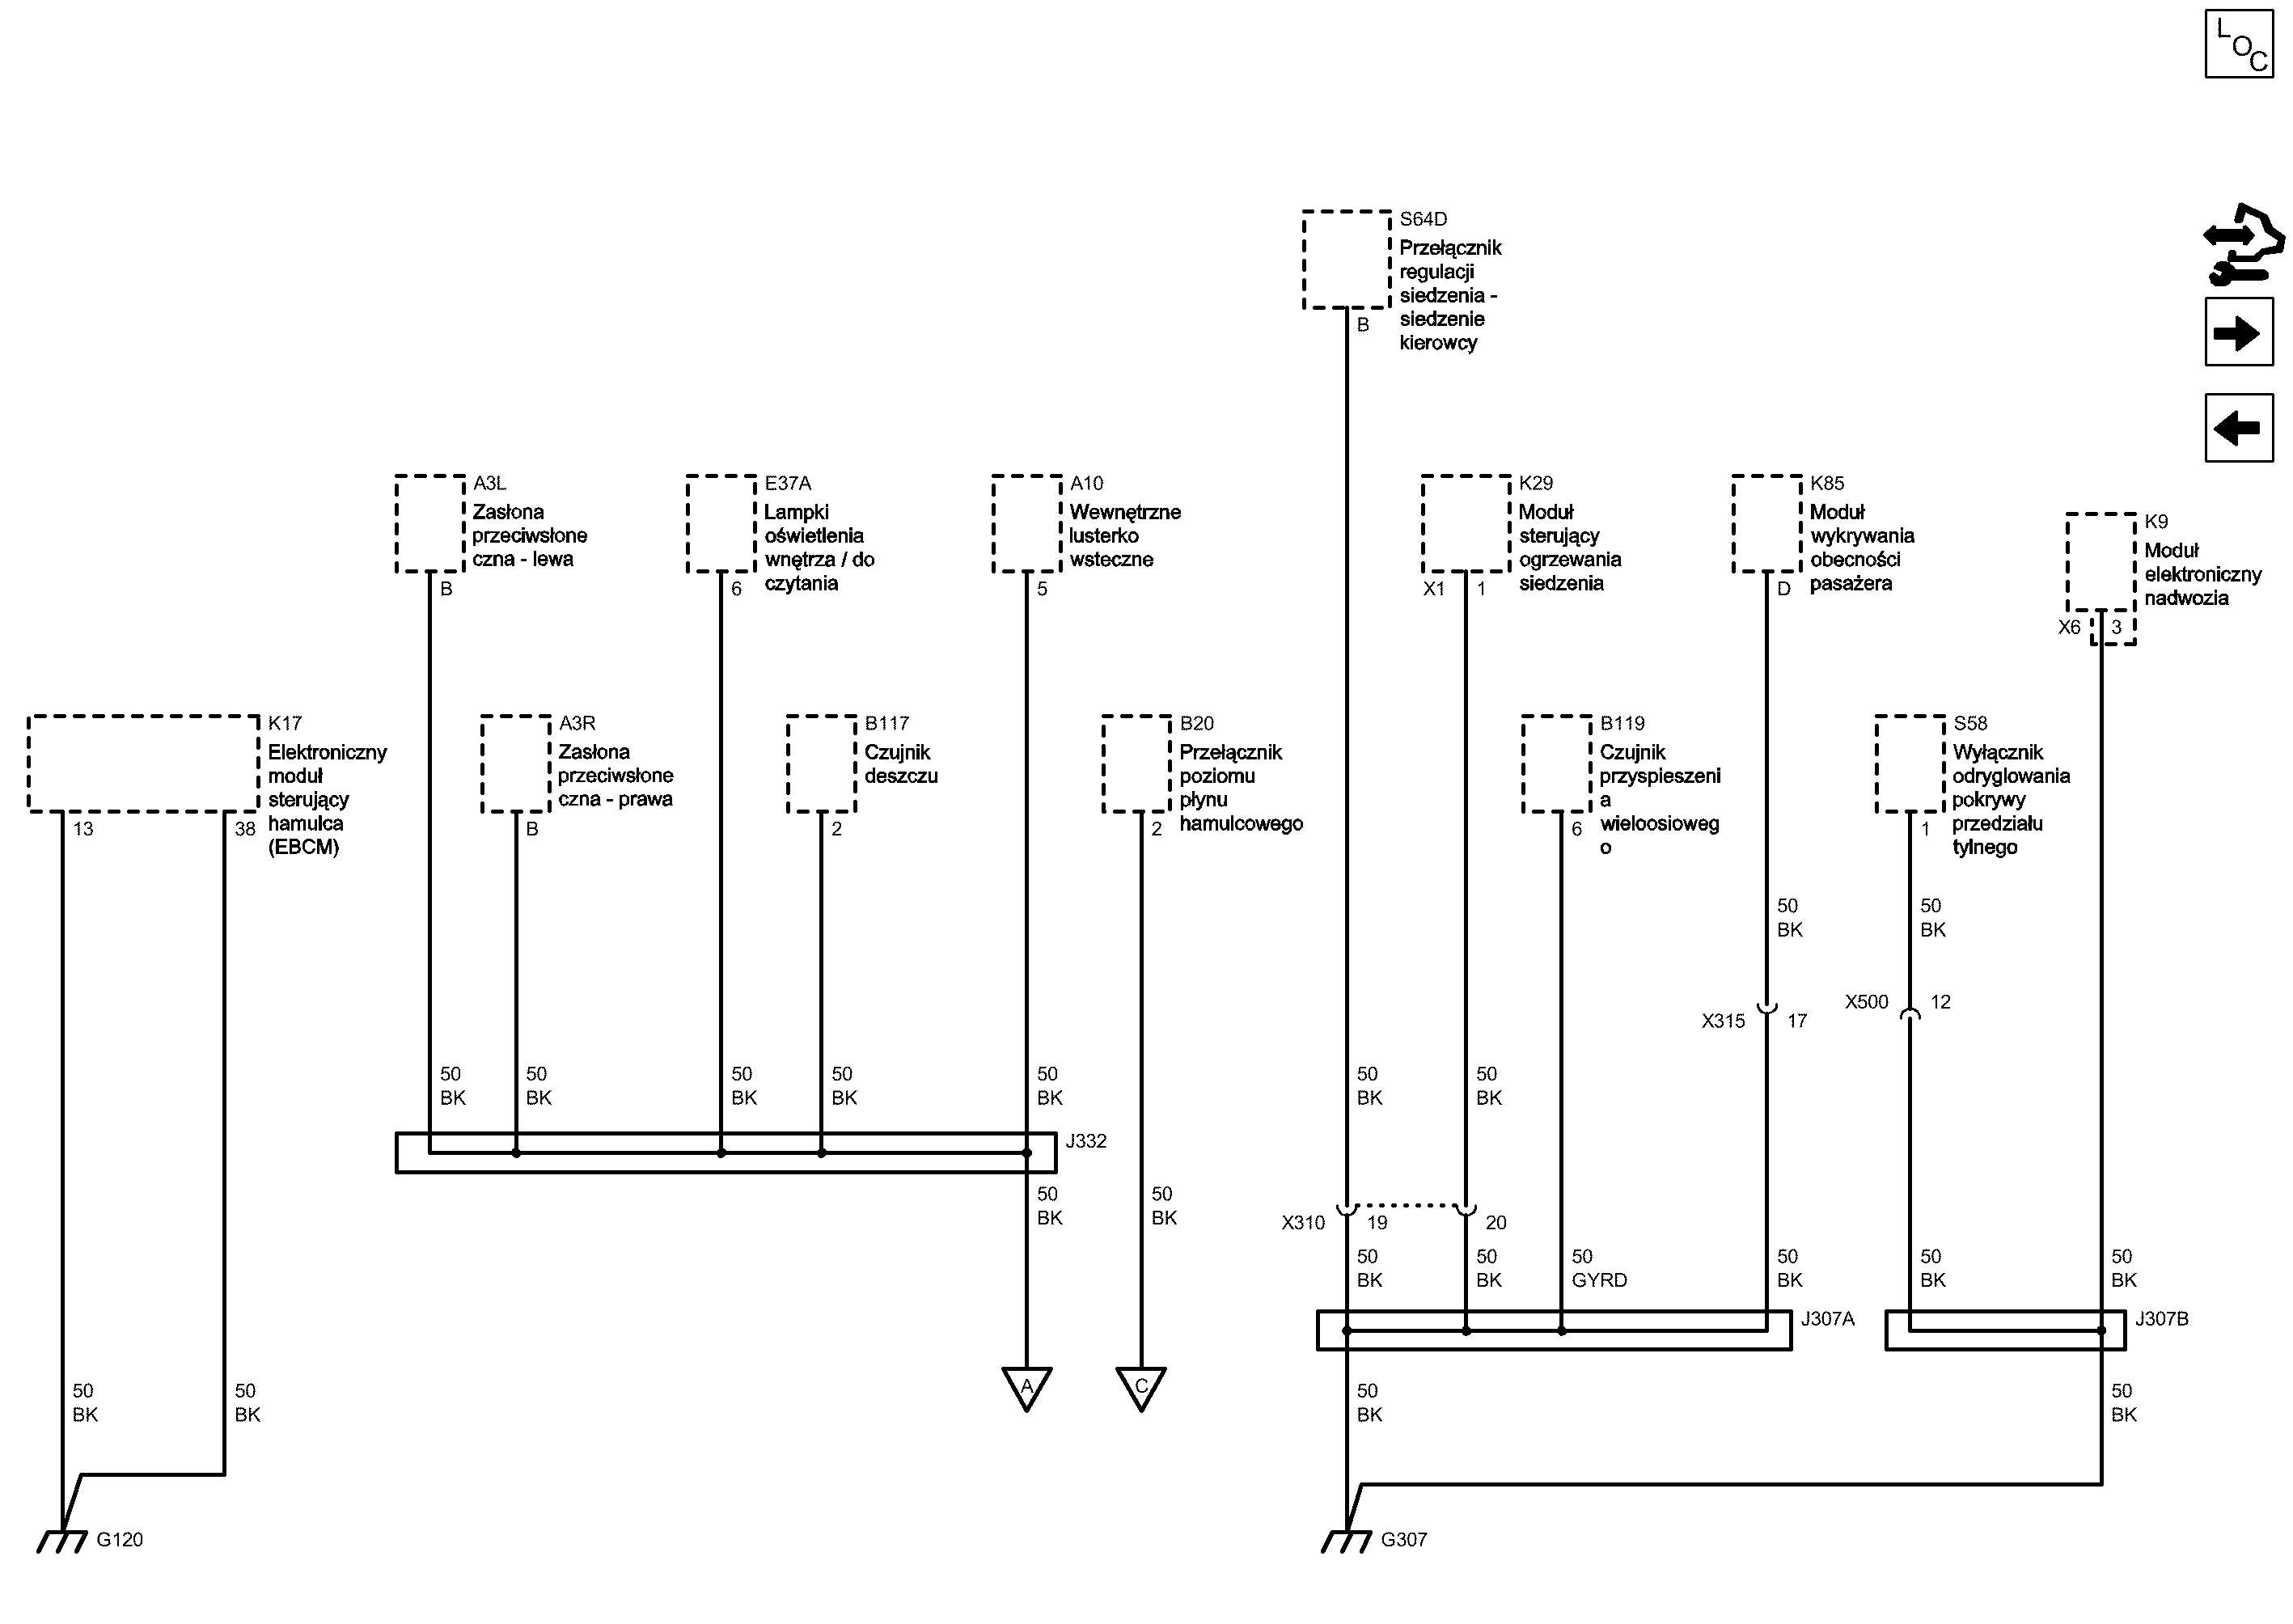 L
O
C
S64D
Przełącznik
regulacji
siedzenia -
siedzenie
kierowcy
B
A3L
Zasłona
przeciwsłone
czna - lewa
B
E37A
Lampki
oświetlenia
wnętrza / do
czytania
6
A10
Wewnętrzne
lusterko
wsteczne
5
K29
Moduł
sterujący
ogrzewania
siedzenia
X1 1
K85
Moduł
wykrywania
obecności
pasażera
D
K9
Moduł
elektroniczny
nadwozia
X6 3
K17
Elektroniczny
moduł
sterujący
hamulca
(EBCM)
13
38
A3R
Zasłona
przeciwsłone
czna - prawa
B
B117
Czujnik
deszczu
2
B20
Przełącznik
poziomu
płynu
hamulcowego
2
B119
Czujnik
przyspieszeni
a
wieloosioweg
o
6
S58
Wyłącznik
odryglowania
pokrywy
przedziału
tylnego
1
50
BK
50
BK
X315 17
X500 12
50
BK
50
BK
50
BK
50
BK
50
BK
50
BK
50
BK
J332
50
BK
50
BK
X310 19 20
50
BK
50
BK
50
GYRD
50
BK
50
BK
50
BK
J307A
J307B
A
C
50
BK
50
BK
50
BK
50
BK
G120
G307